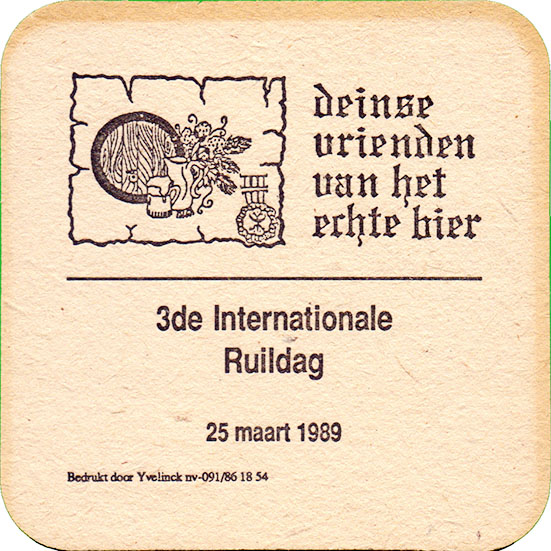 deinse
vrienden
van het
echte bier
3de Internationale
Ruildag
25 maart 1989
Bedrukt door Yvelinck nv-091/86 18 54